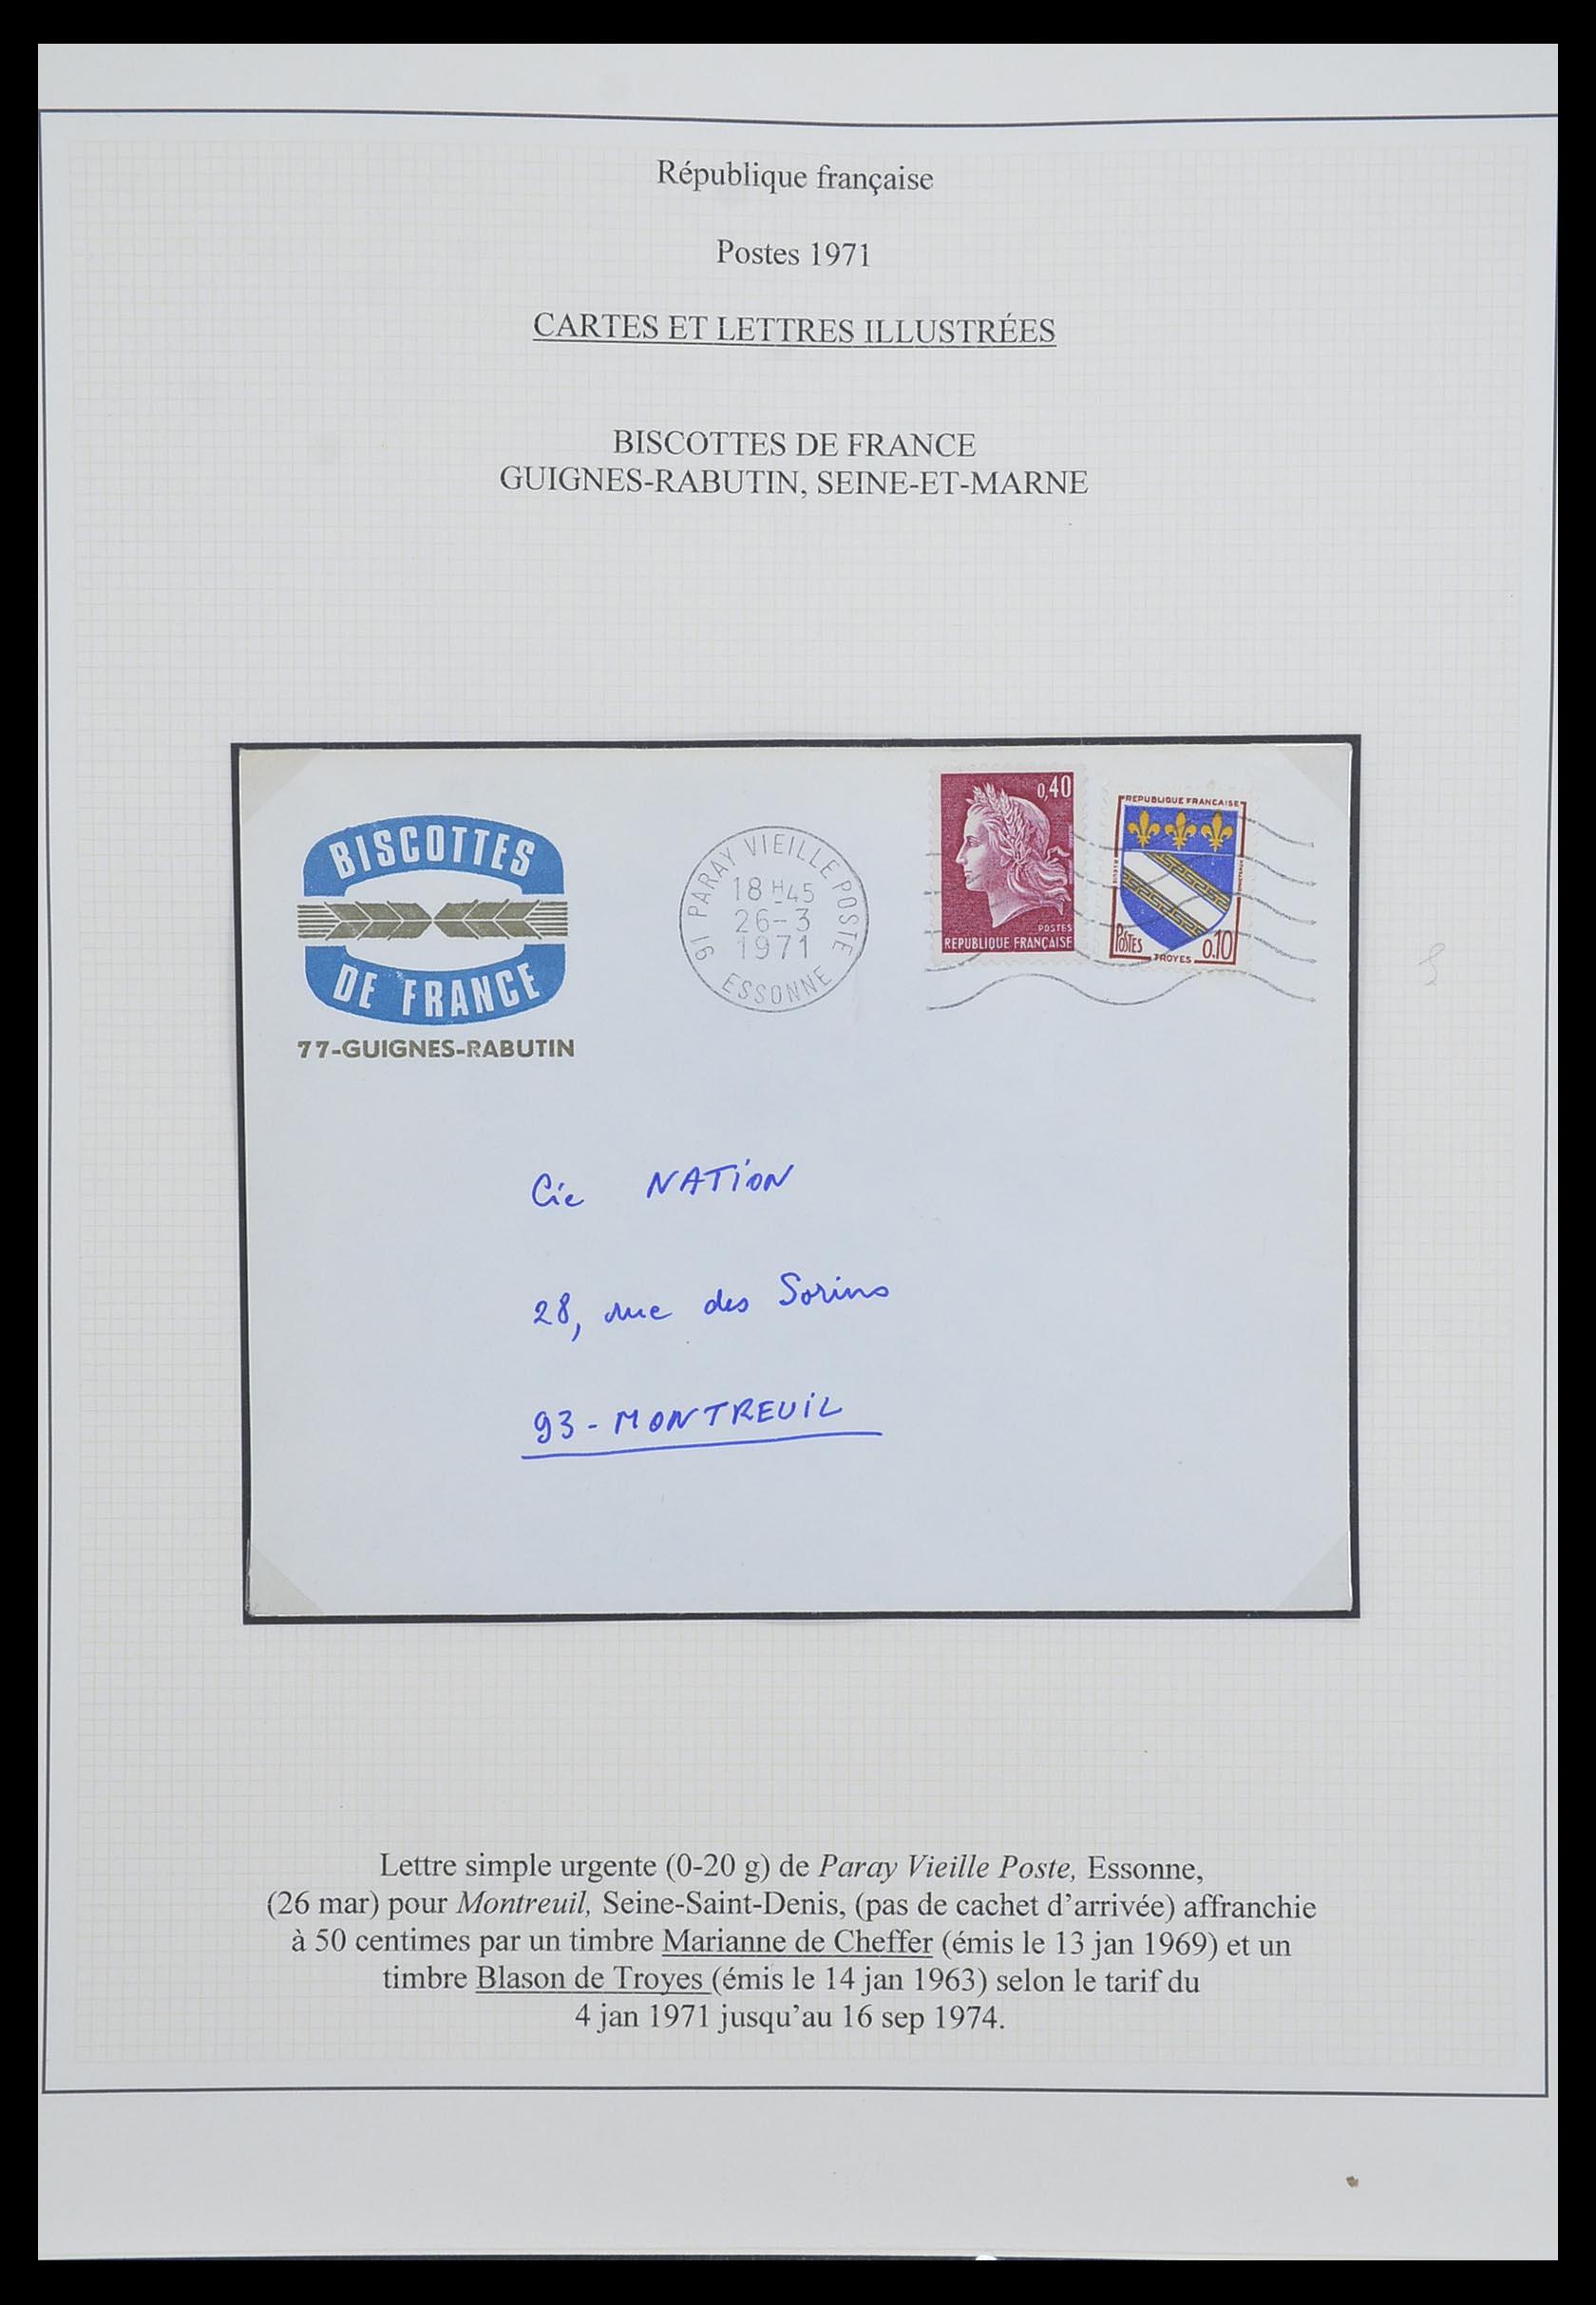 République française
Postes 1971
CARTES ET LETTRES ILLUSTRÉES
BISCOTTES DE FRANCE
GUIGNES-RABUTIN, SEINE-ET-MARNE
BISCOTTES
DE FRANCE
77-GUIGNES-RABUTIN
91 PARAY VIEILLE POSTE
18 H45
26-3
1971
ESSONNE
0,40
POSTES
REPUBLIQUE FRANÇAISE
REPUBLIQUE FRANCAISE
POSTES
0.10
TROYES
Cie NATION
28, rue des Sorins
93-MONTREUIL
Lettre simple urgente (0-20 g) de Paray Vieille Poste, Essonne,
(26 mar) pour Montreuil, Seine-Saint-Denis, (pas de cachet d'arrivée) affranchie
à 50 centimes par un timbre Marianne de Cheffer (émis le 13 jan 1969) et un
timbre Blason de Troyes (émis le 14 jan 1963) selon le tarif du
4 jan 1971 jusqu'au 16 sep 1974.